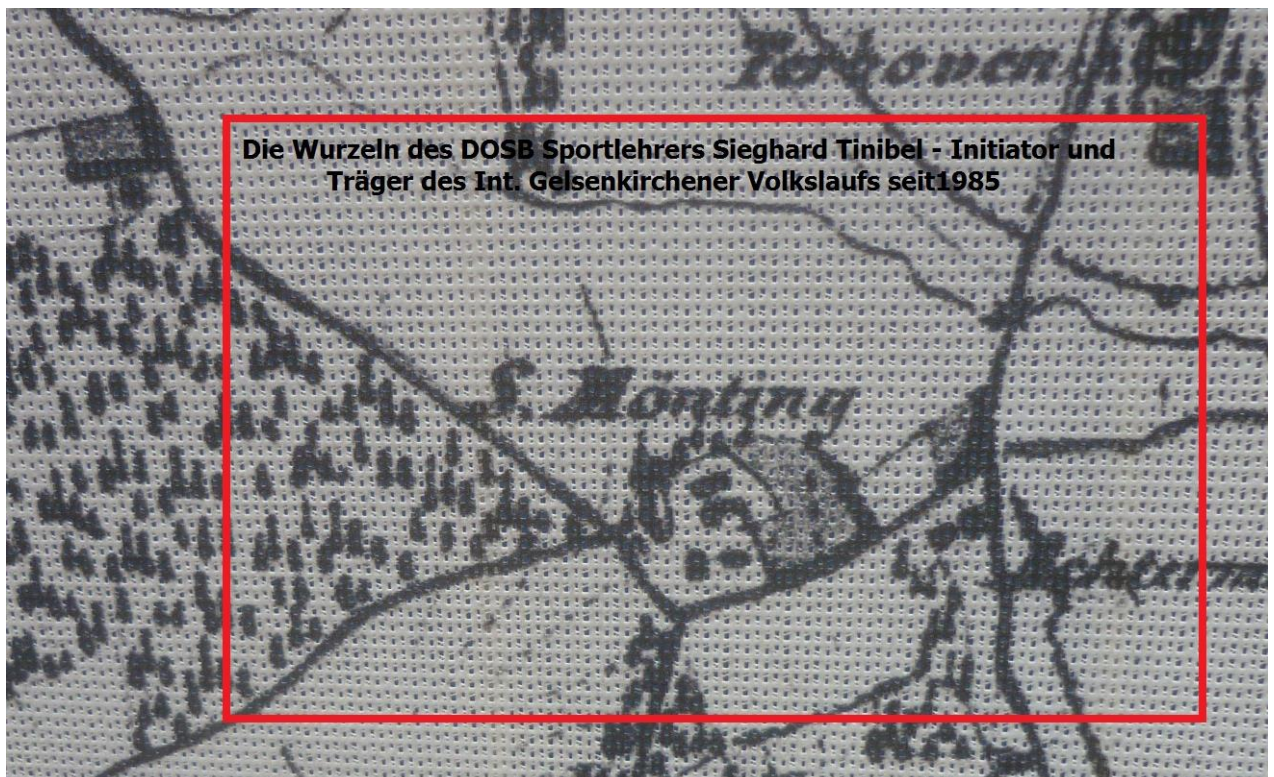 Die Wurzeln des DOSB Sportlehrers Sieghard Tinibel - Initiator und
Träger des Int. Gelsenkirchener Volkslaufs seit1985
S. Mönting